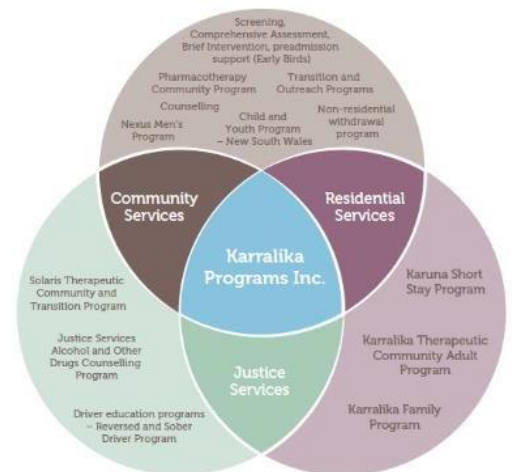 Screening,
Comprehensive Assessment,
Brief Intervention, preadmission
support (Early Birds)
Pharmacotherapy
Community Program
Transition and
Outreach Programs
Counselling
Nexus Men's
Program
Child and
Youth Program
– New South Wales
Non-residential
withdrawal
program
Community
Services
Residential
Services
Karralika
Programs Inc.
Solaris Therapeutic
Community and
Transition Program
Justice Services
Alcohol and Other
Drugs Counselling
Program
Driver education programs
– Reversed and Sober
Driver Program
Justice
Services
Karuna Short
Stay Program
Karralika Therapeutic
Community Adult
Program
Karralika Family
Program